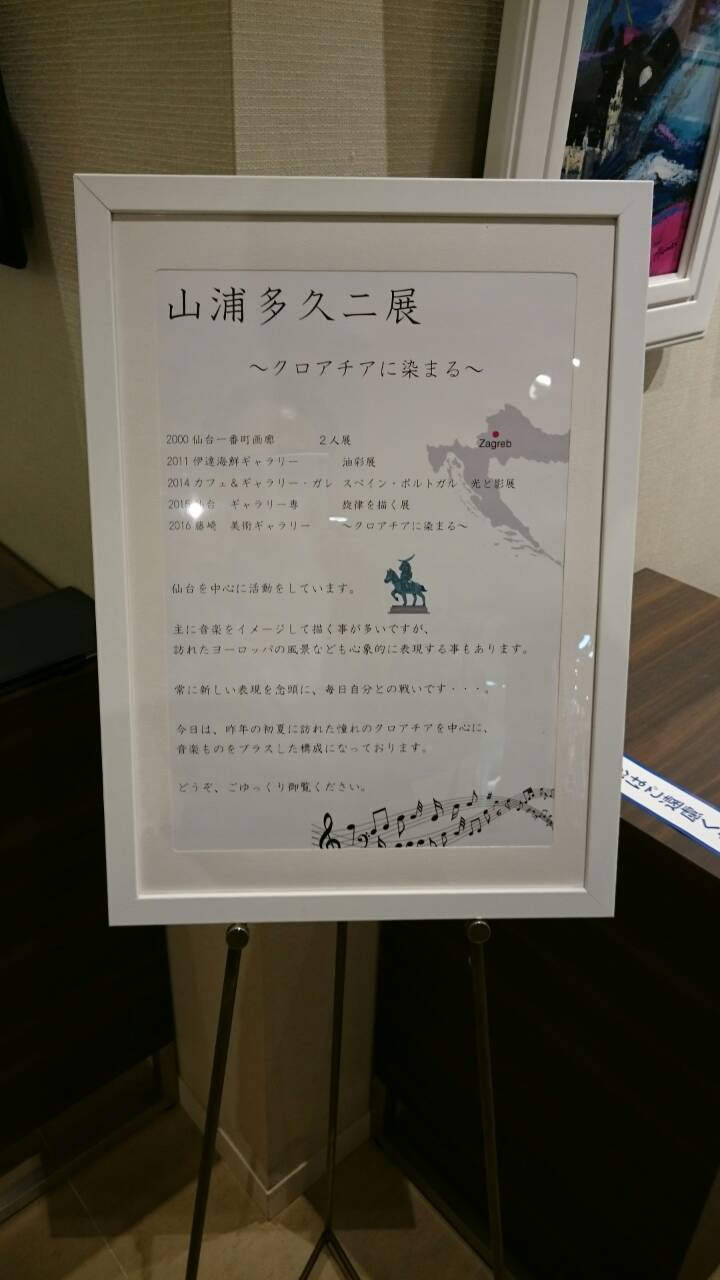 山浦多久二展
～クロアチアに染まる～
2000 仙台一番町画廊 2人展
2011 伊達海鮮ギャラリー 油彩展
2014 カフェ＆ギャラリー・ガレ スペイン・ポルトガル 光と影展
2015 仙台 ギャラリー専 旋律を描く展
2016 藤崎 美術ギャラリー ～クロアチアに染まる～
Zagreb
仙台を中心に活動をしています。
主に音楽をイメージして描く事が多いですが、
訪れたヨーロッパの風景なども心象的に表現する事もあります。
常に新しい表現を念頭に、毎日自分との戦いです・・・。
今日は、昨年の初夏に訪れた憧れのクロアチアを中心に、
音楽ものをプラスした構成になっております。
どうぞ、ごゆっくり御覧ください。